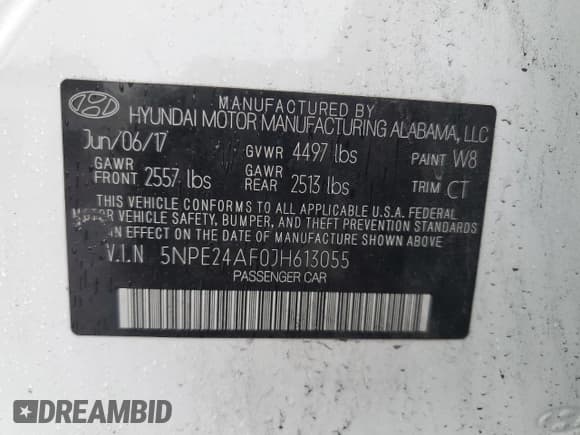 MANUFACTURED BY
HYUNDAI MOTOR MANUFACTURING ALABAMA, LLC
Jun/06/17 GVWR 4497 lbs PAINT W8
GAWR FRONT 2557 lbs GAWR REAR 2513 lbs TRIM CT
THIS VEHICLE CONFORMS TO ALL APPLICABLE U.S.A. FEDERAL
MOTOR VEHICLE SAFETY, BUMPER, AND THEFT PREVENTION STANDARDS
IN EFFECT ON THE DATE OF MANUFACTURE SHOWN ABOVE.
V.I.N 5NPE24AF0JH613055
PASSENGER CAR
DREAMBID